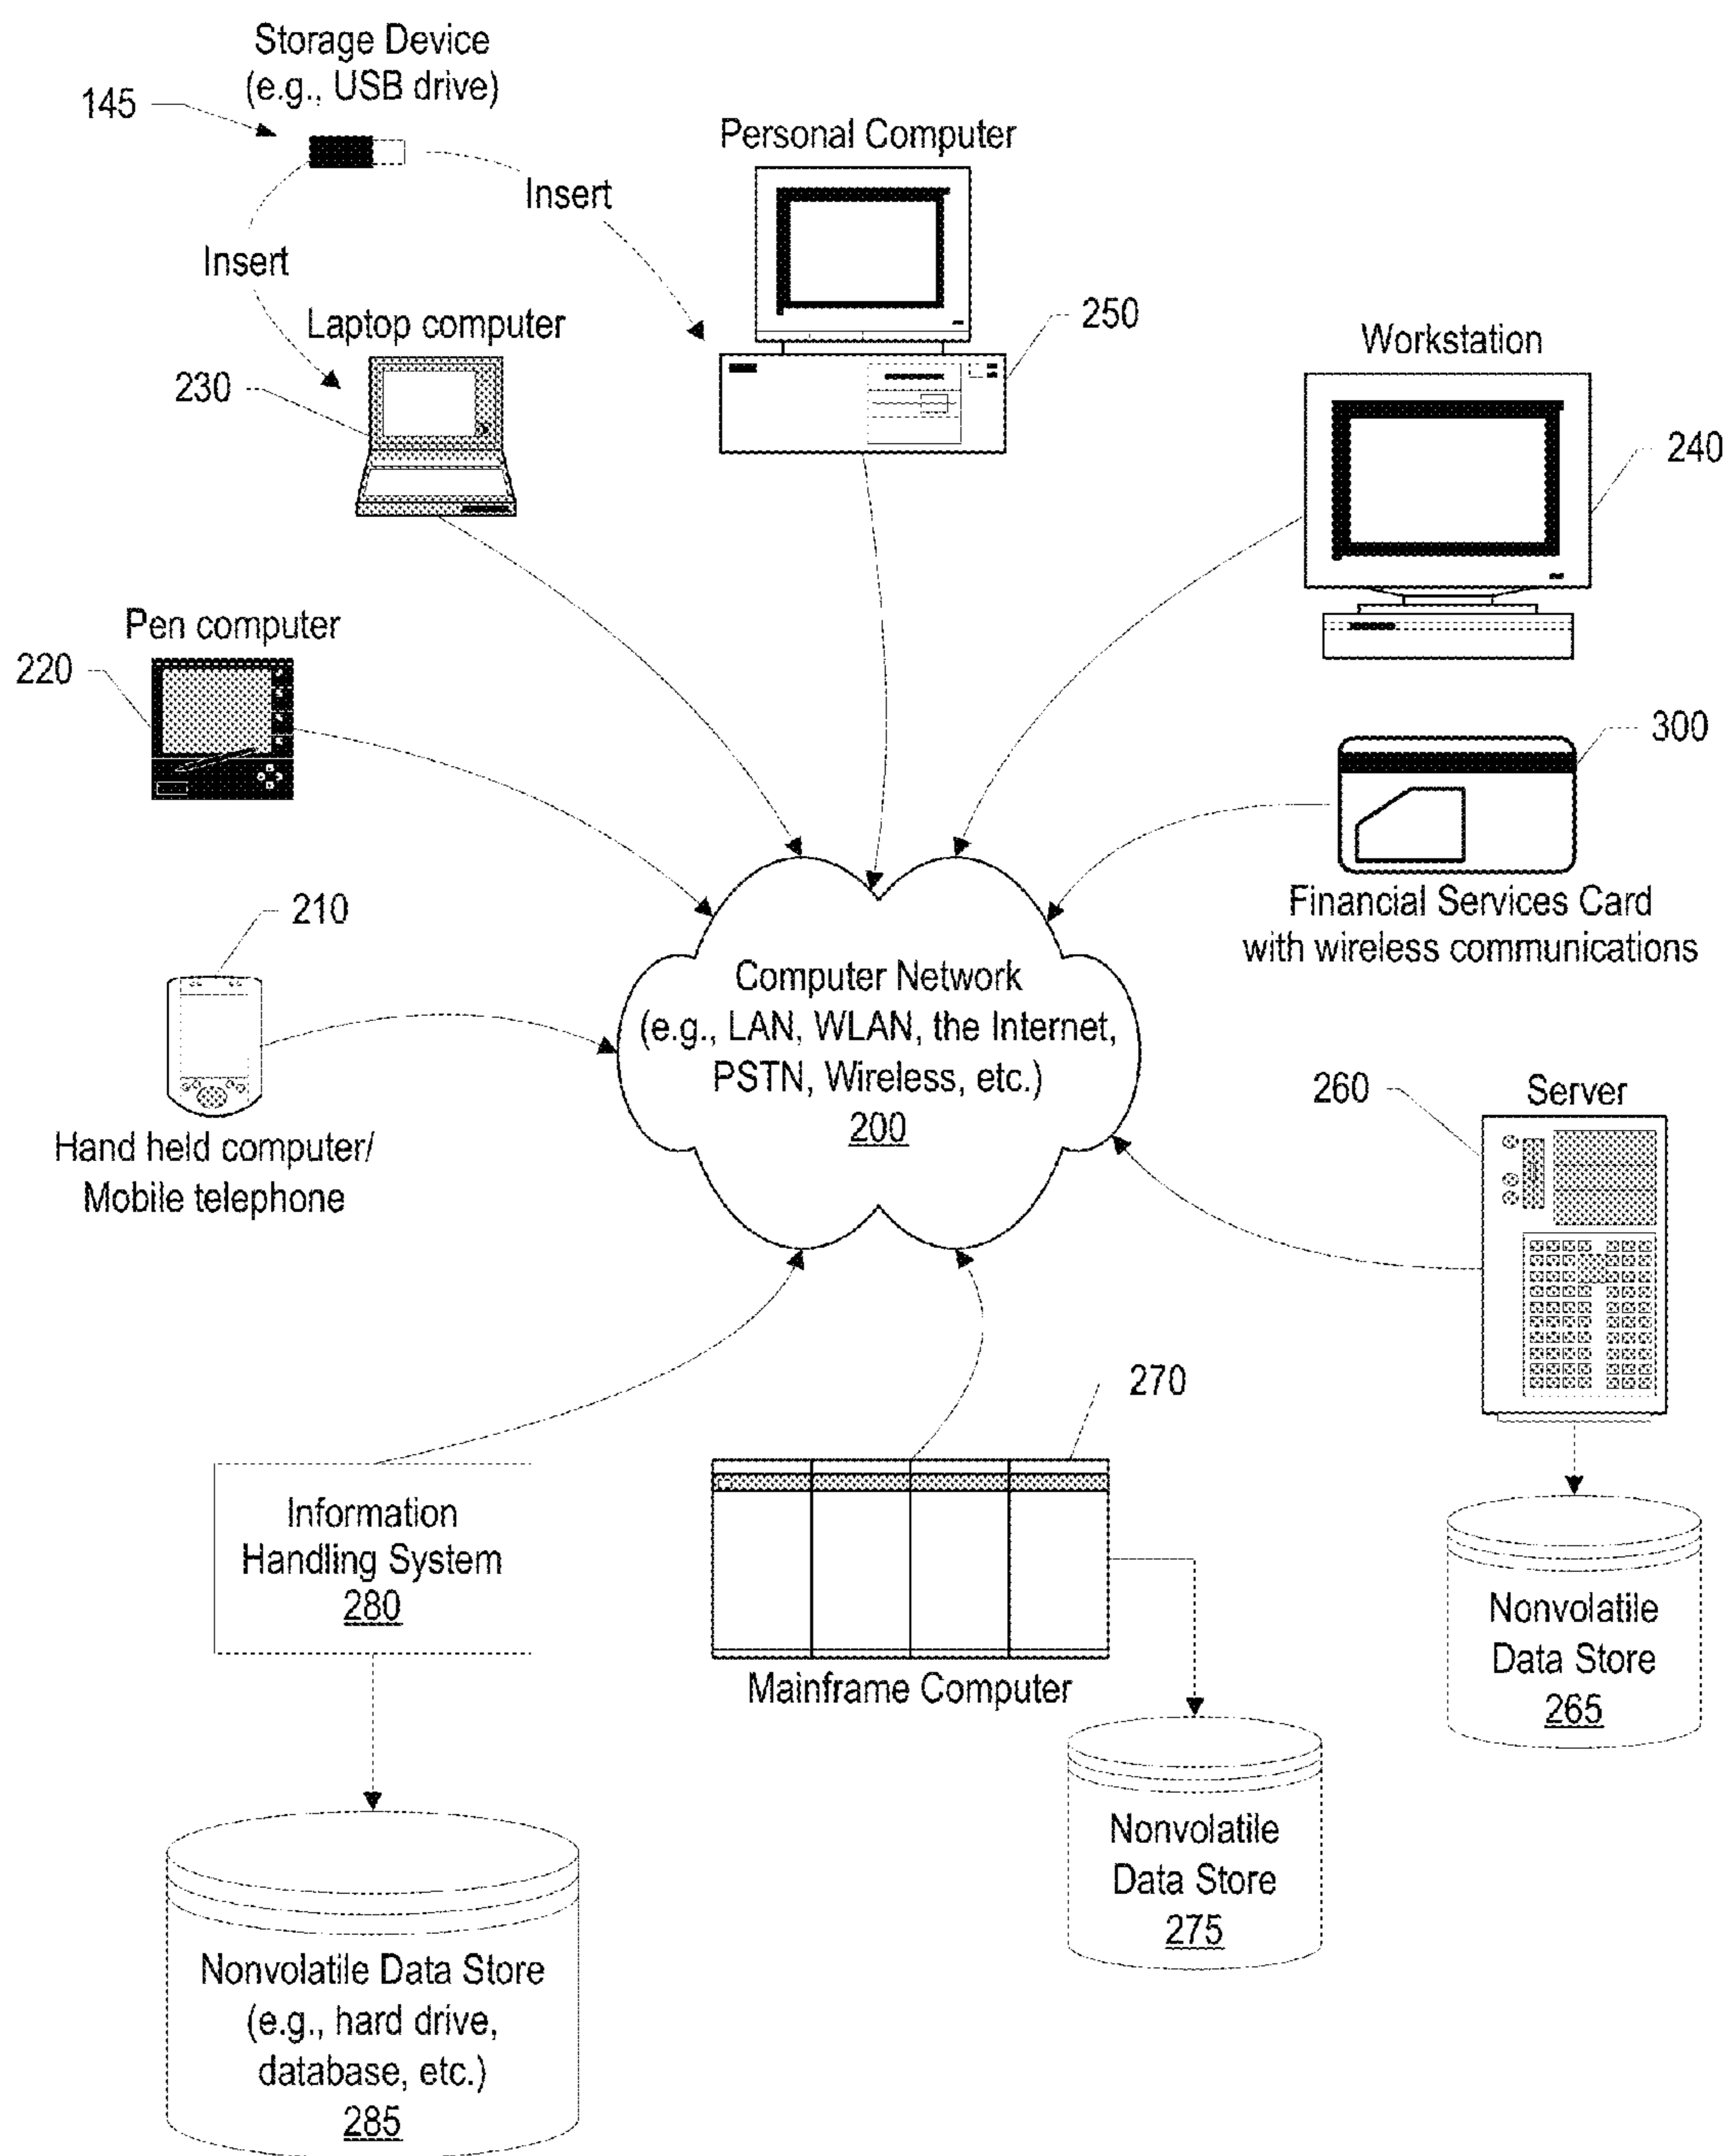 Storage Device
(e.g., USB drive)
145
Insert
Insert
Personal Computer
250
Laptop computer
230
Workstation
240
Pen computer
220
300
Financial Services Card
with wireless communications
210
Hand held computer/
Mobile telephone
Computer Network
(e.g., LAN, WLAN, the Internet,
PSTN, Wireless, etc.)
200
260
Server
270
Mainframe Computer
Information
Handling System
280
Nonvolatile
Data Store
265
Nonvolatile
Data Store
275
Nonvolatile Data Store
(e.g., hard drive,
database, etc.)
285